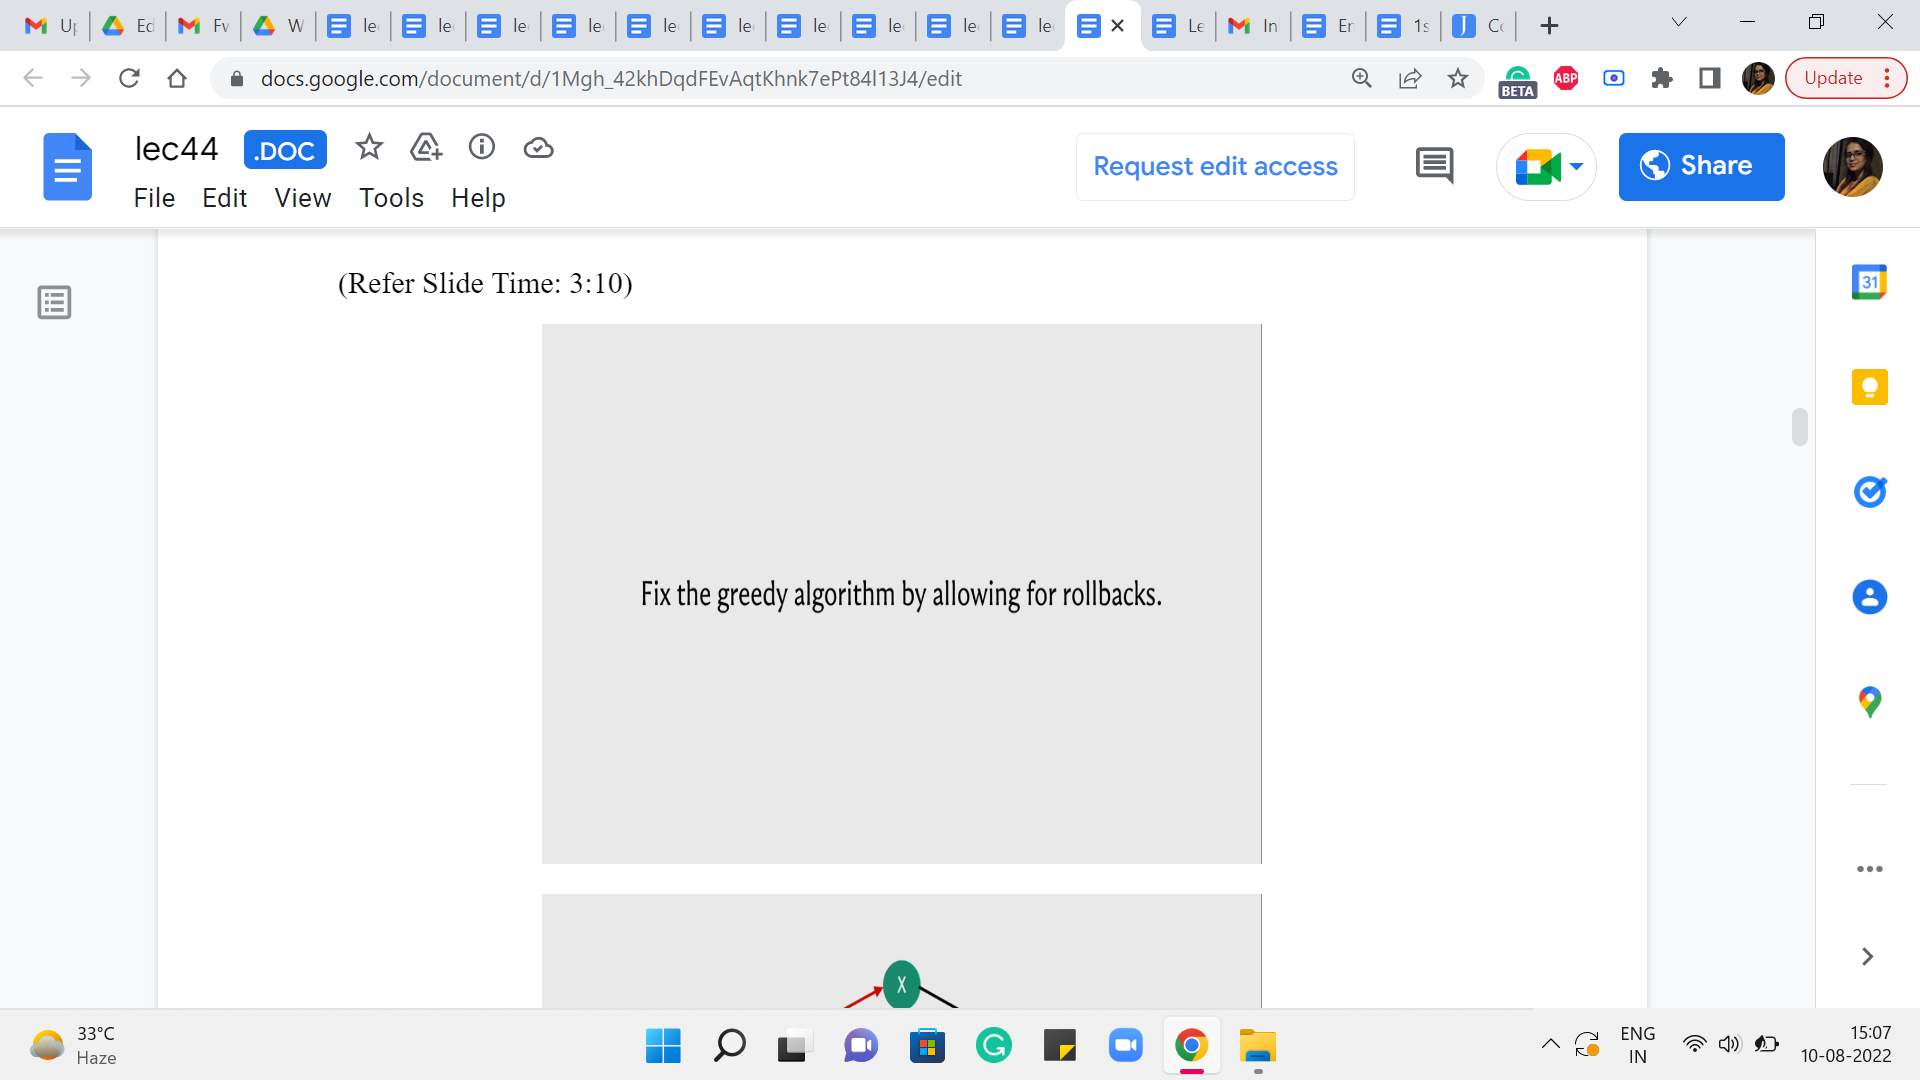 Up
Ed
Fw
W
le
le
le
le
le
le
le
le
le
le
Le
In
Er
1s
Co
docs.google.com/document/d/1Mgh_42khDqdFEvAqtKhnk7ePt84l13J4/edit
BETA
ABP
Update
lec44
.DOC
Request edit access
Share
File Edit View Tools Help
(Refer Slide Time: 3:10)
31
Fix the greedy algorithm by allowing for rollbacks.
X
33°C
Haze
ENG
IN
15:07
10-08-2022